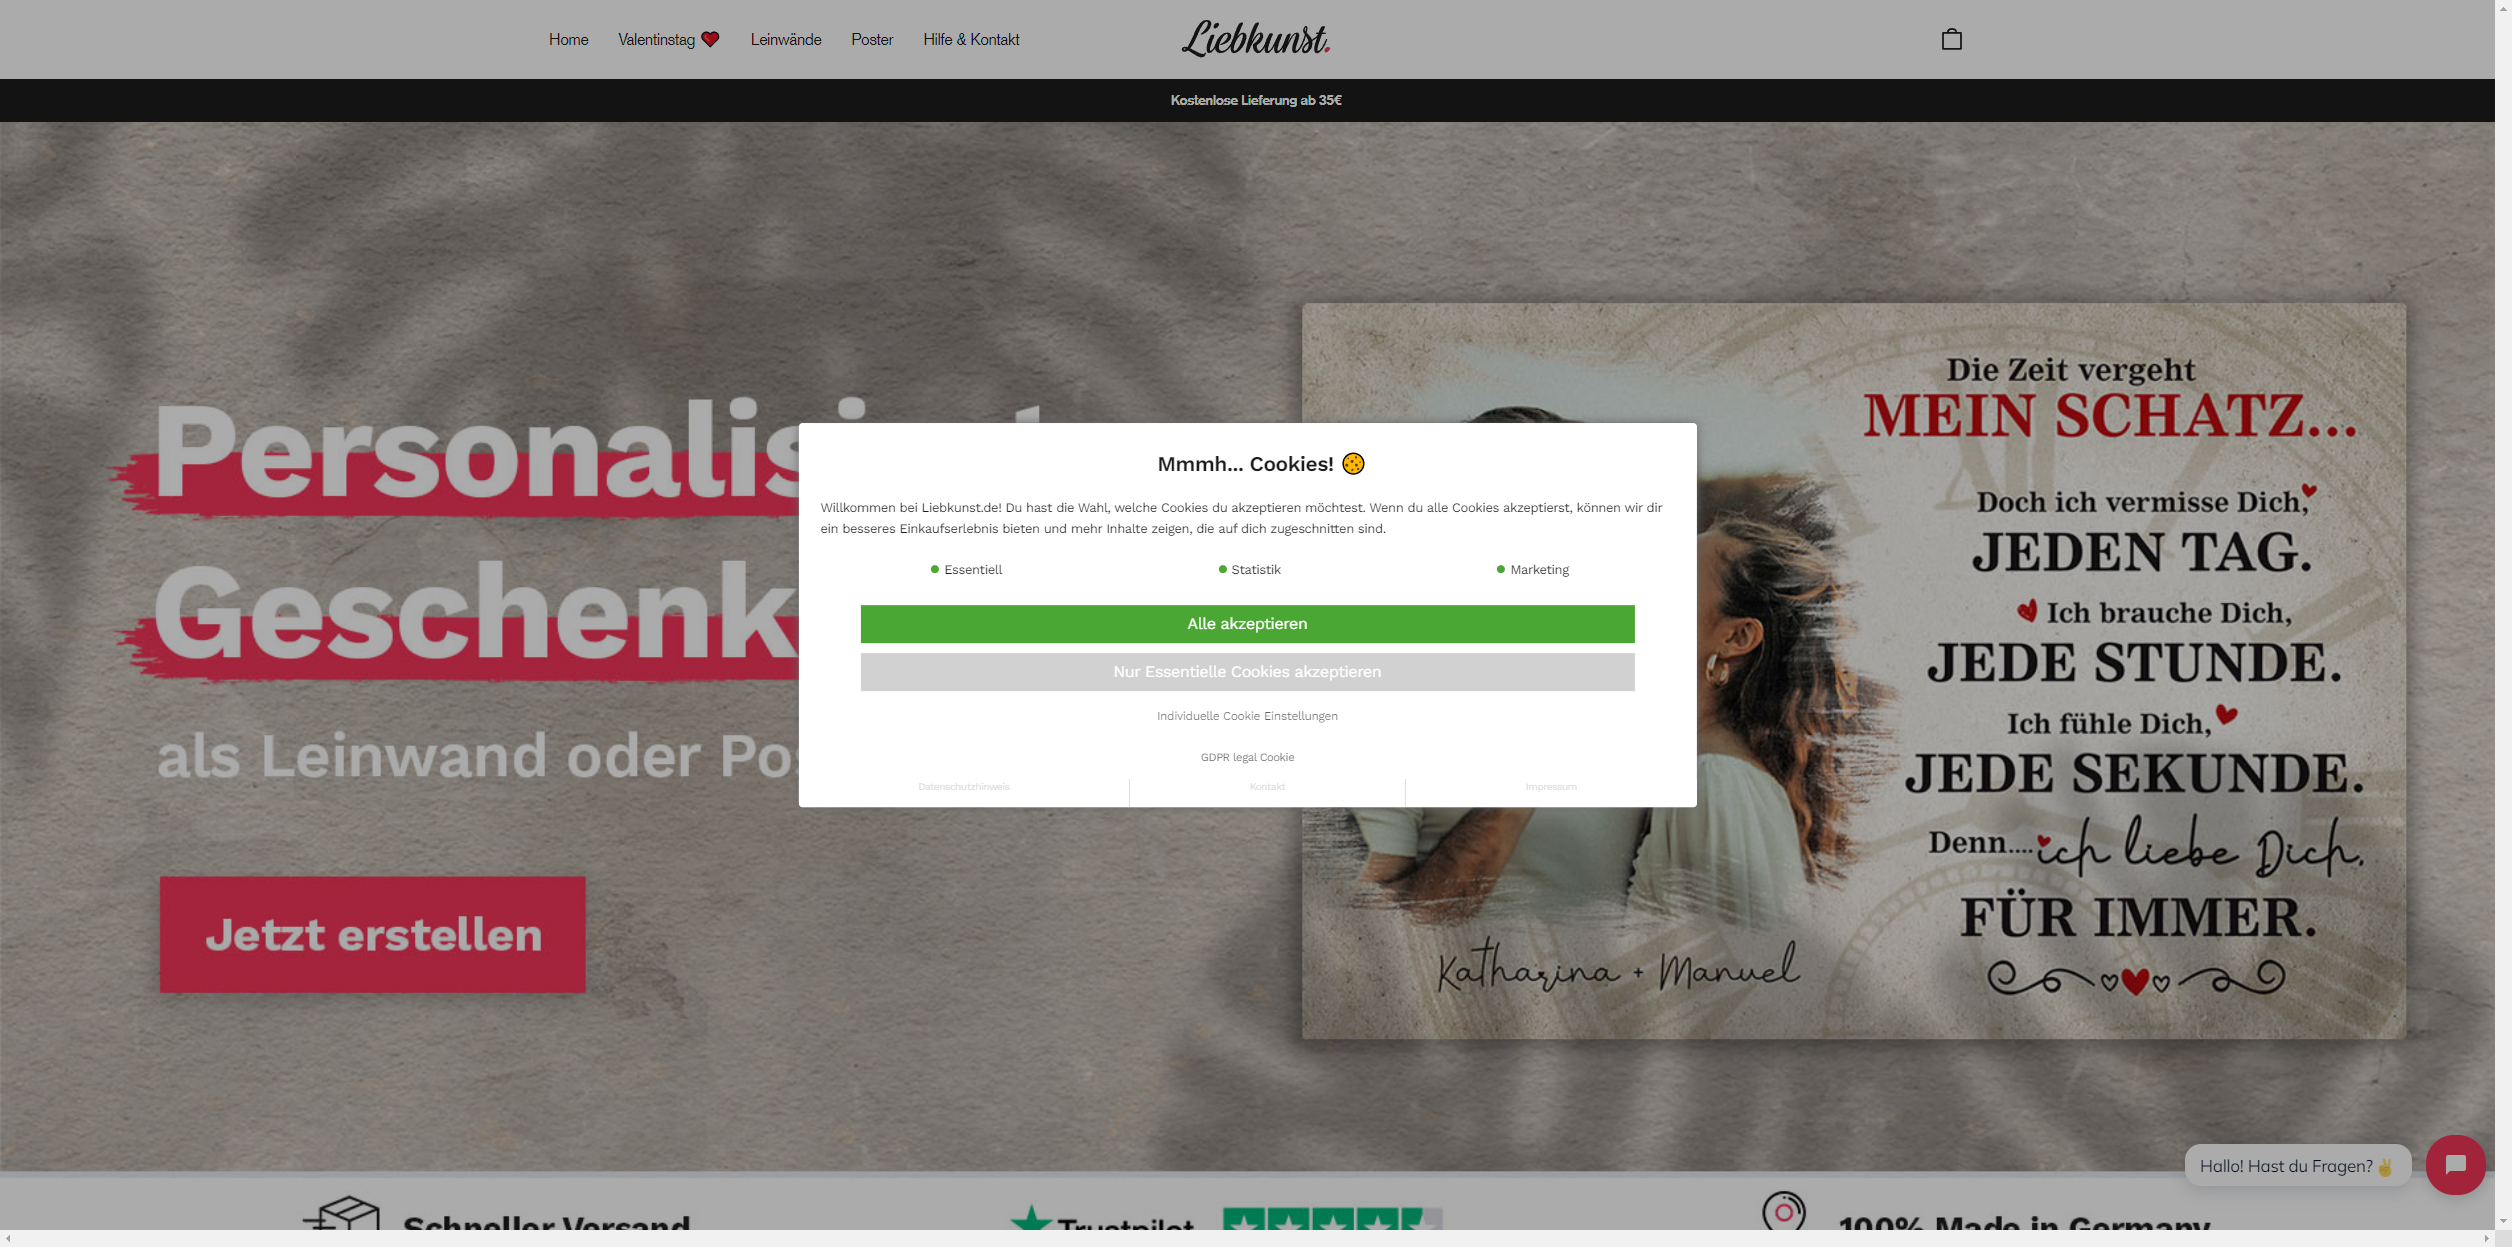 Home
Valentinstag
Leinwände
Poster
Hilfe & Kontakt
Liebkunst.
Kostenlose Lieferung ab 35€
Geschenk
als Leinwand oder
Jetzt erstellen
Mmmh... Cookies!
Willkommen bei Liebkunst.de! Du hast die Wahl, welche Cookies du akzeptieren möchtest. Wenn du alle Cookies akzeptierst, können wir dir
ein besseres Einkaufserlebnis bieten und mehr Inhalte zeigen, die auf dich zugeschnitten sind.
Essentiell
Statistik
Marketing
Alle akzeptieren
Nur Essentielle Cookies akzeptieren
Individuelle Cookie Einstellungen
GDPR legal Cookie
Datenschutzhinweis
Kontakt
Impressum
Die Zeit vergeht
MEIN SCHATZ...
Doch ich vermisse Dich,
JEDEN TAG.
Ich brauche Dich,
JEDE STUNDE.
Ich fühle Dich,
JEDE SEKUNDE.
Denn.... ich liebe Dich,
FÜR IMMER.
Katharina + Manuel
Hallo! Hast du Fragen?
Schneller Versand
Trustpilot
100% Made in Germany